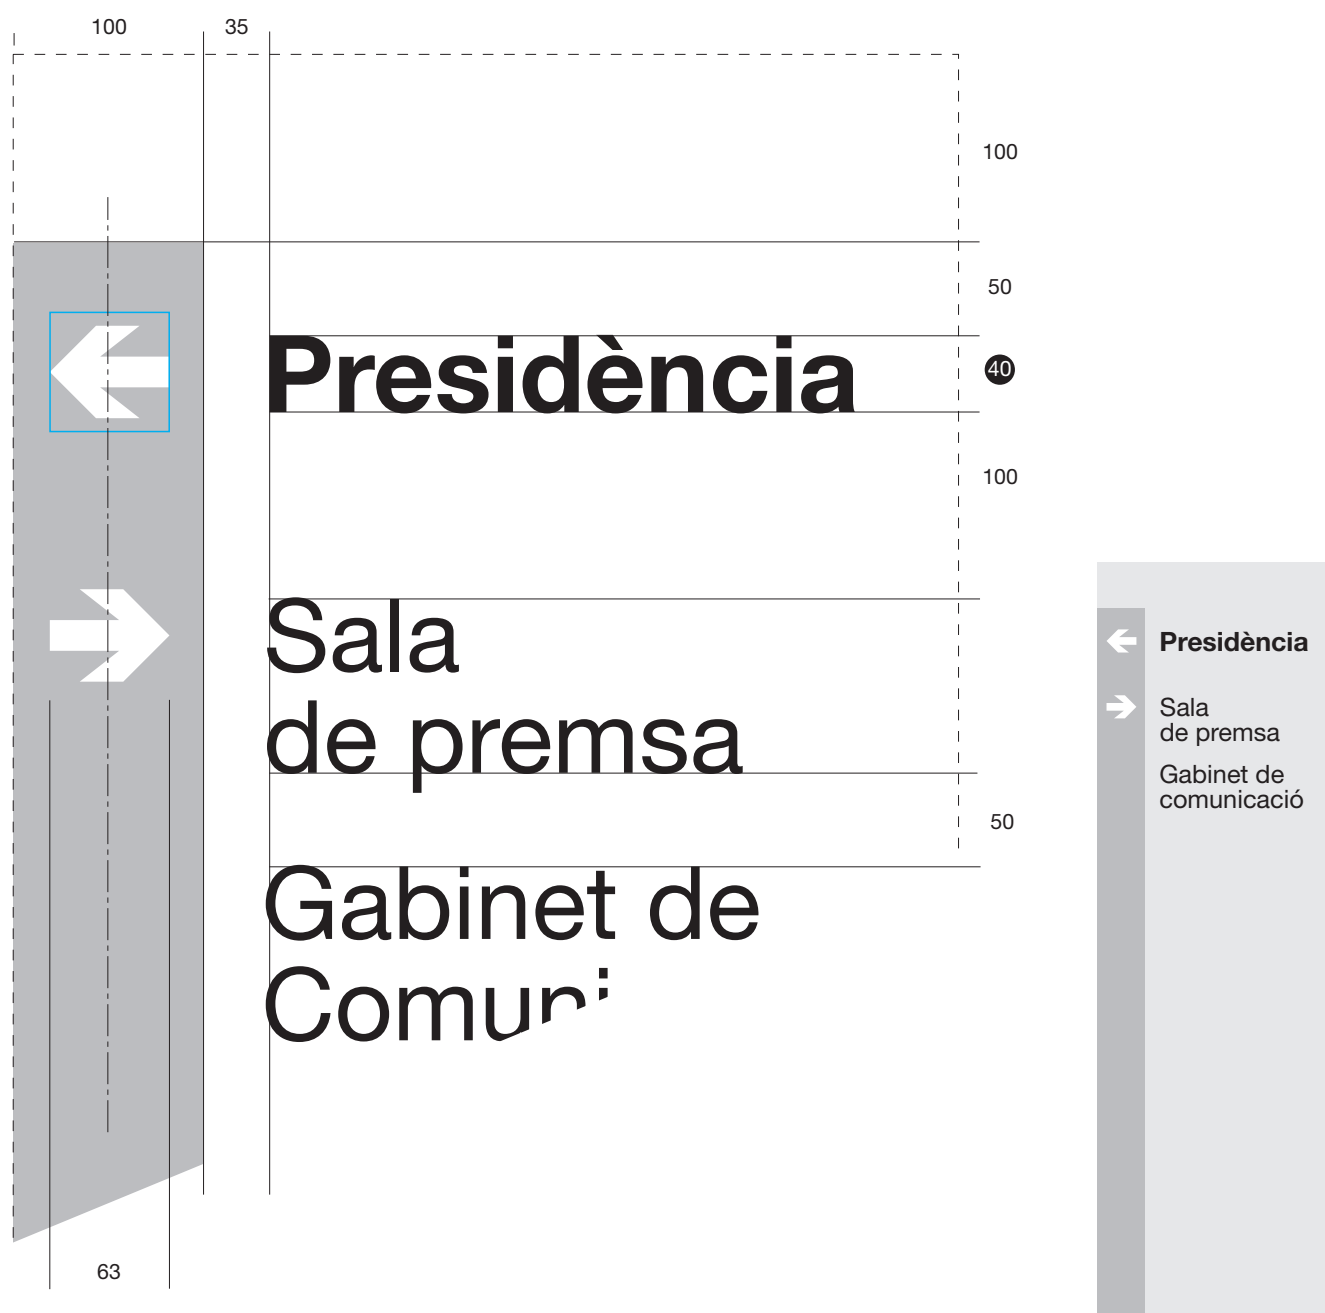 100
35
100
50
Presidència
40
100
Sala
de premsa
50
Gabinet de
Comuni
63
Presidència
Sala
de premsa
Gabinet de
comunicació